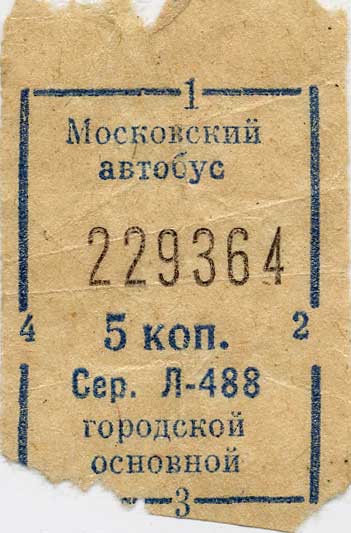 1
Московский
автобус
229364
4 5 коп. 2
Сер. Л-488
городской
основной
3